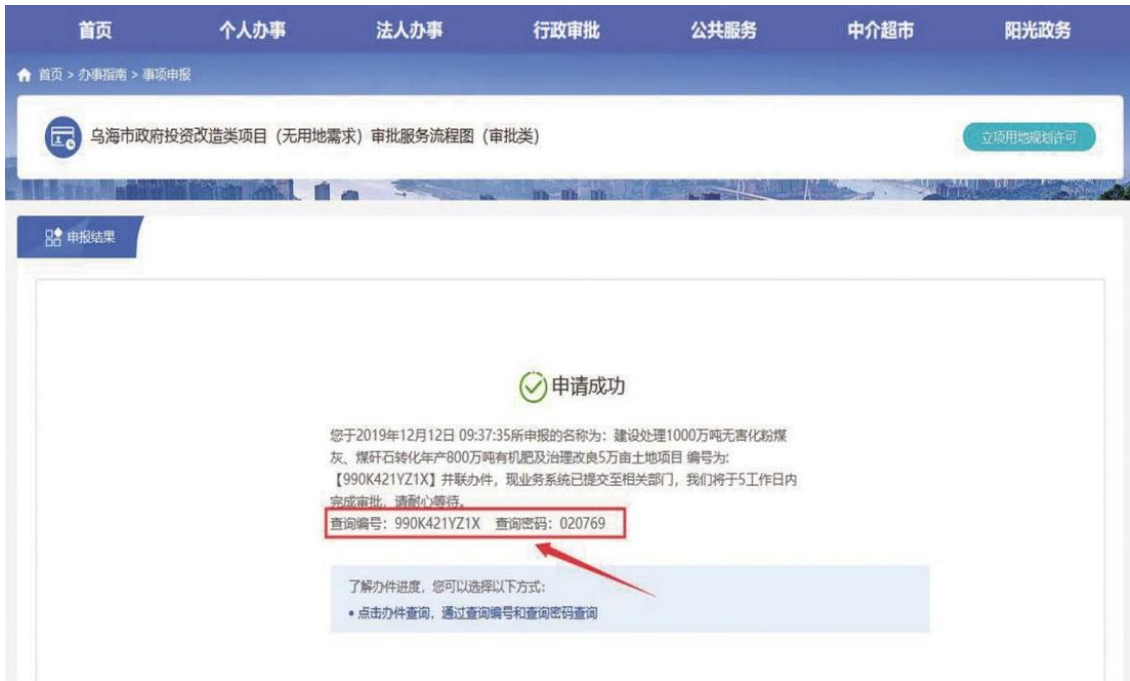 首页 个人办事 法人办事 行政审批 公共服务 中介超市 阳光政务
首页 > 办事指南 > 事项申报
乌海市政府投资改造类项目（无用地需求）审批服务流程图（审批类）
立项用地规划许可
申报结果
申请成功
您于2019年12月12日 09:37:35所申报的名称为：建设处理1000万吨无害化粉煤
灰、煤矸石转化年产800万吨有机肥及治理改良5万亩土地项目 编号为:
【990K421YZ1X】并联办件，现业务系统已提交至相关部门，我们将于5工作日内
完成审批，请耐心等待。
查询编号：990K421YZ1X 查询密码：020769
了解办件进度，您可以选择以下方式：
• 点击办件查询，通过查询编号和查询密码查询